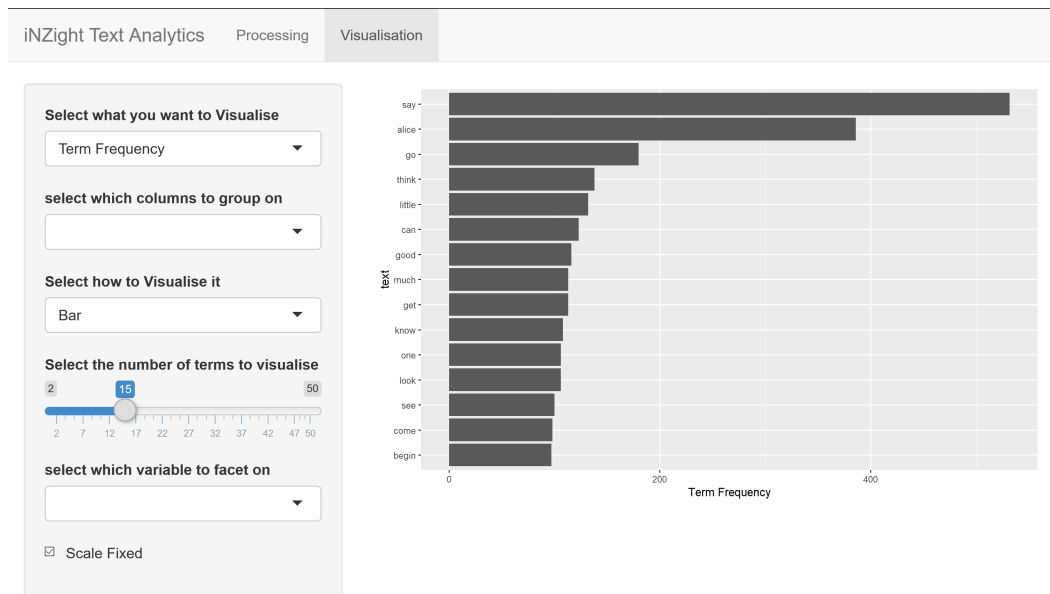 iNZight Text Analytics Processing Visualisation
Select what you want to Visualise
Term Frequency
select which columns to group on
Select how to Visualise it
Bar
Select the number of terms to visualise
2 15 50
2 7 12 17 22 27 32 37 42 47 50
select which variable to facet on
Scale Fixed
text
say
alice
go
think
little
can
good
much
get
know
one
look
see
come
begin
0 200 400
Term Frequency